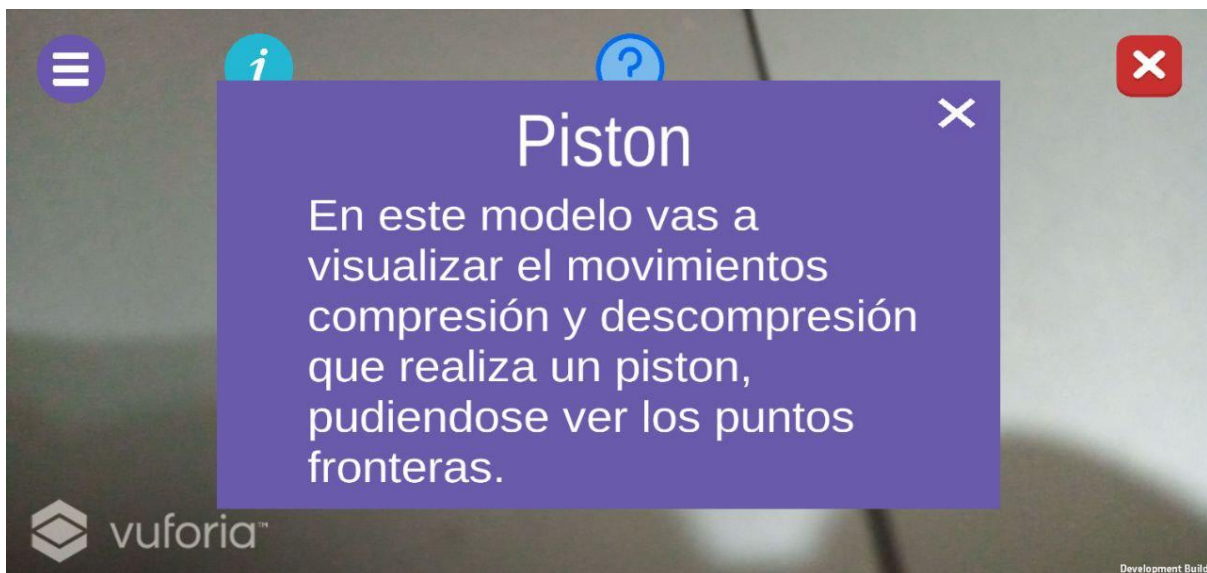 i
?
Piston
En este modelo vas a
visualizar el movimientos
compresión y descompresión
que realiza un piston,
pudiendose ver los puntos
fronteras.
vuforia™
Development Build